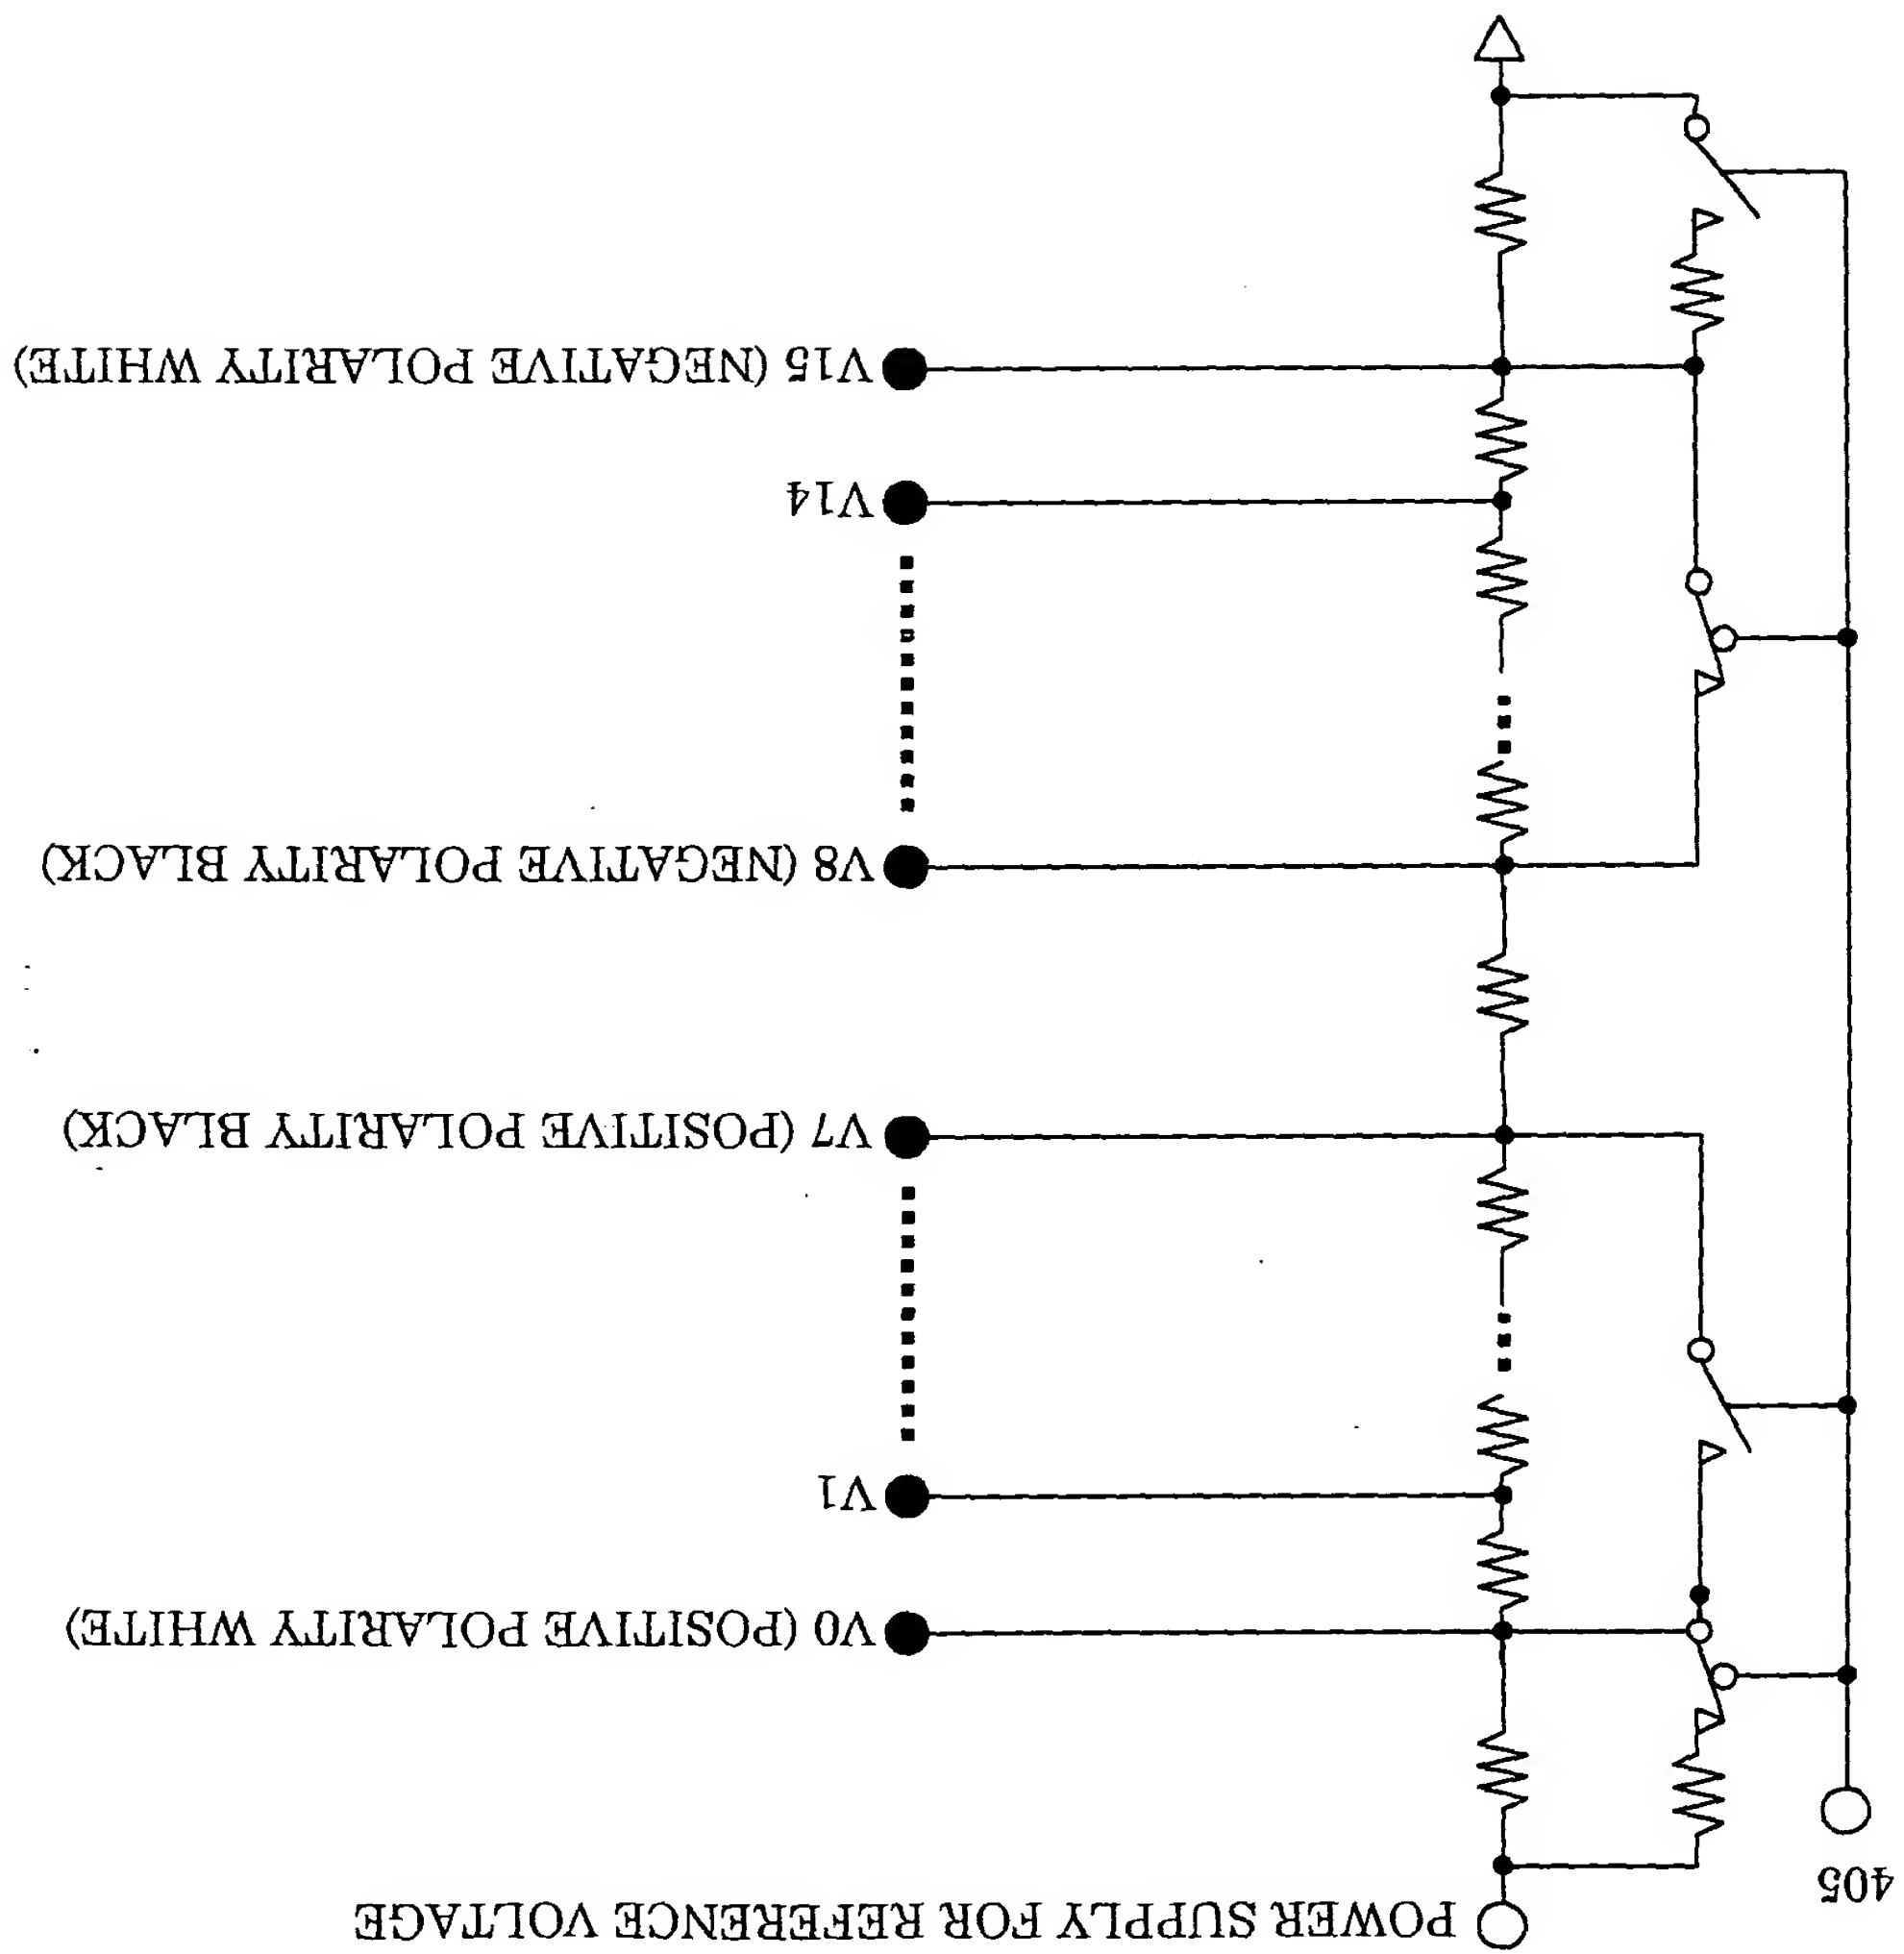 405
POWER SUPPLY FOR REFERENCE VOLTAGE
V0 (POSITIVE POLARITY WHITE)
V1
V7 (POSITIVE POLARITY BLACK)
V8 (NEGATIVE POLARITY BLACK)
V14
V15 (NEGATIVE POLARITY WHITE)